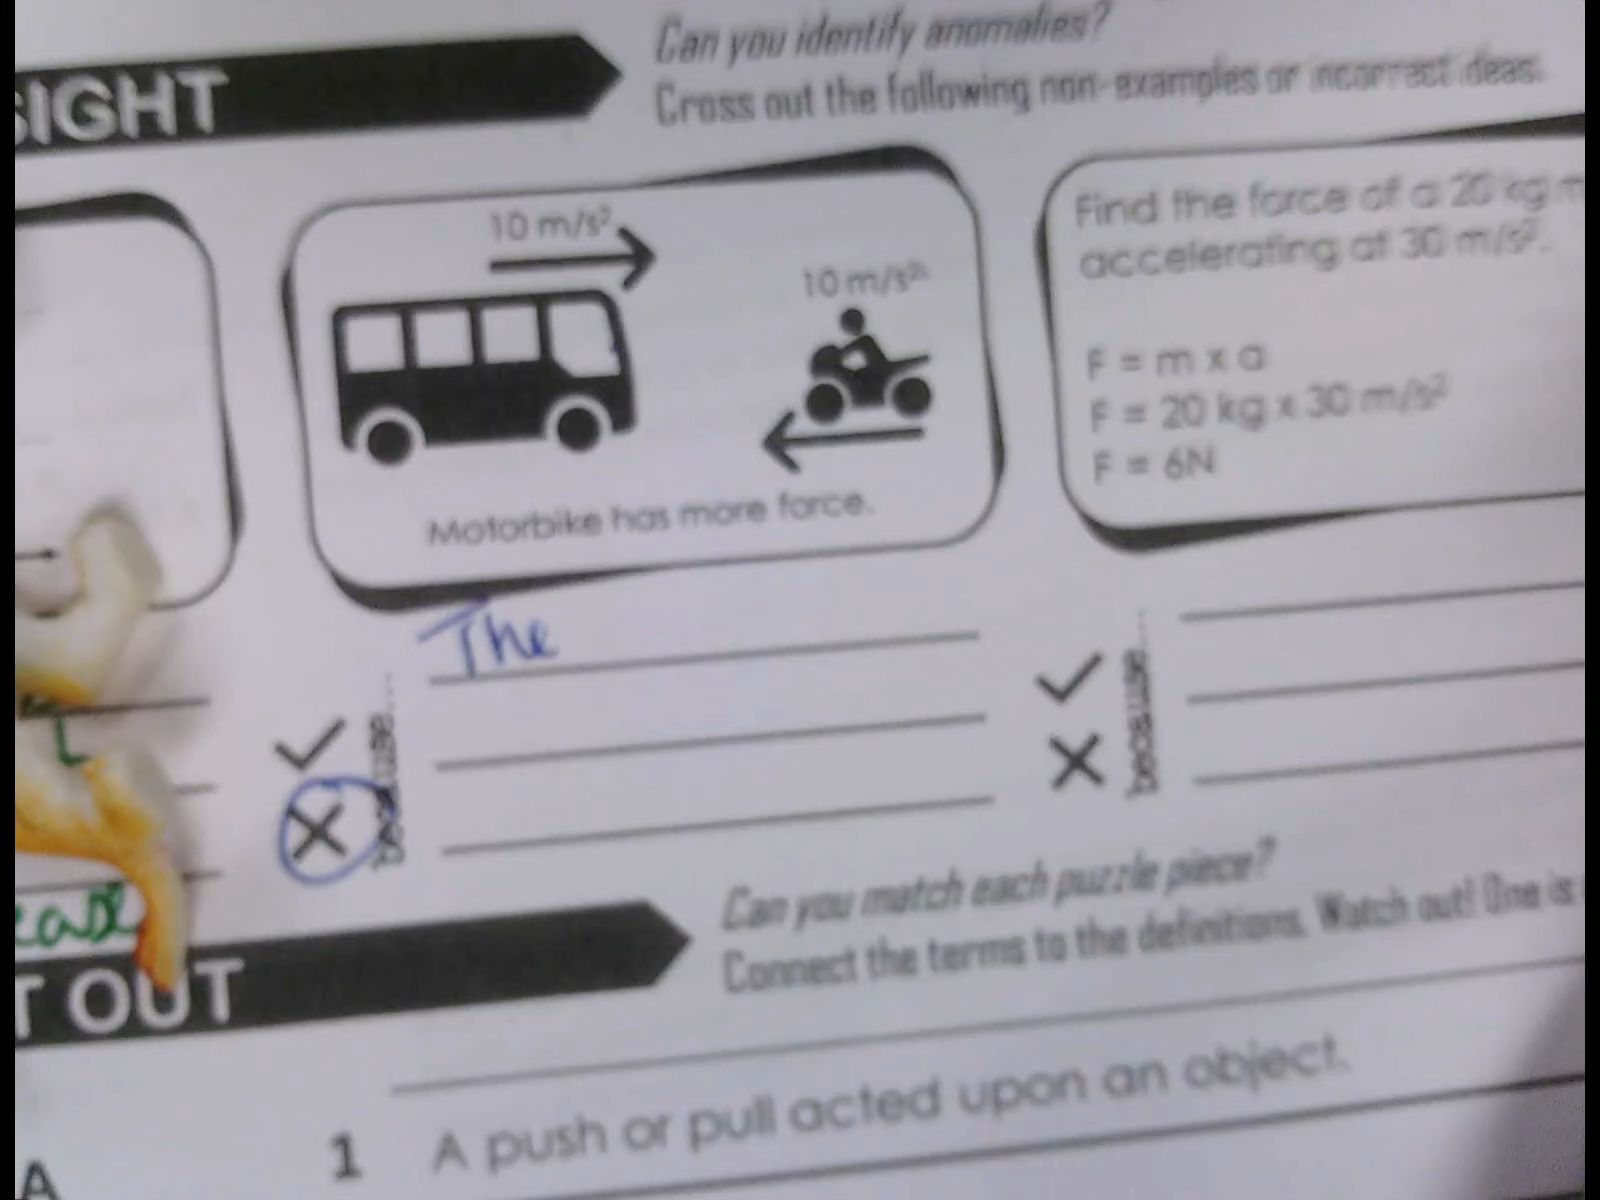 SIGHT
Can you identify anomalies?
Cross out the following non-examples or incorrect ideas.
10 m/s²
10 m/s²
Motorbike has more force.
Find the force of a 20 kg
accelerating at 30 m/s².
F = m x a
F = 20 kg x 30 m/s²
F = 6N
The
because...
because...
T OUT
Can you match each puzzle piece?
Connect the terms to the definitions. Watch out! One is
1 A push or pull acted upon an object.
A